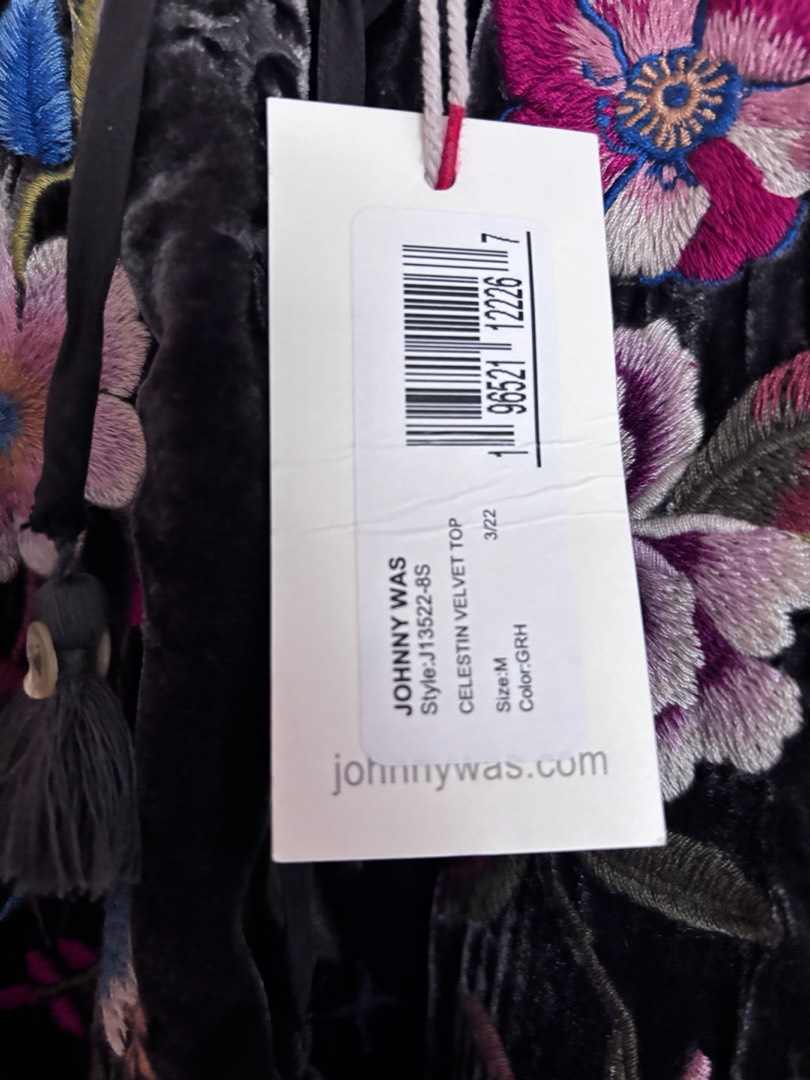 JOHNNY WAS
Style:J13522-8S
CELESTIN VELVET TOP
3/22
Size:M
Color:GRH
1 96521 12226 7
johnnywas.com